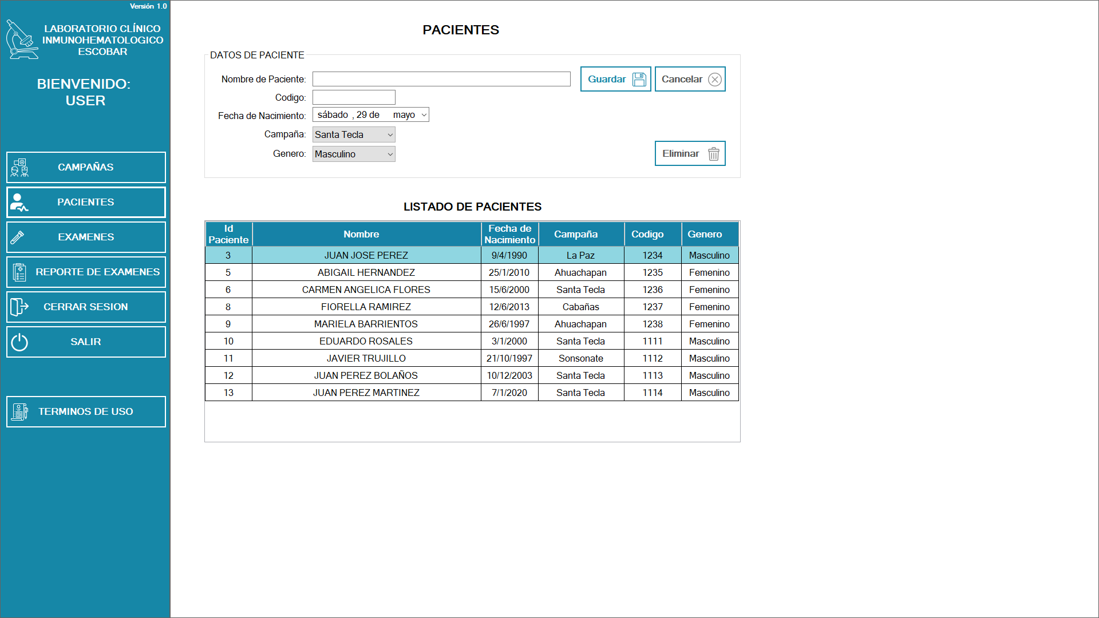 Versión 1.0
LABORATORIO CLÍNICO
INMUNOHEMATOLOGICO
ESCOBAR
BIENVENIDO:
USER
CAMPAÑAS
PACIENTES
EXAMENES
REPORTE DE EXAMENES
CERRAR SESION
SALIR
TERMINOS DE USO
PACIENTES
DATOS DE PACIENTE
Nombre de Paciente:
Guardar
Cancelar
Codigo:
Fecha de Nacimiento: sábado , 29 de mayo
Campaña: Santa Tecla
Genero: Masculino
Eliminar
LISTADO DE PACIENTES
Id Paciente Nombre Fecha de Nacimiento Campaña Codigo Genero
3 JUAN JOSE PEREZ 9/4/1990 La Paz 1234 Masculino
5 ABIGAIL HERNANDEZ 25/1/2010 Ahuachapan 1235 Femenino
6 CARMEN ANGELICA FLORES 15/6/2000 Santa Tecla 1236 Femenino
8 FIORELLA RAMIREZ 12/6/2013 Cabañas 1237 Femenino
9 MARIELA BARRIENTOS 26/6/1997 Ahuachapan 1238 Femenino
10 EDUARDO ROSALES 3/1/2000 Santa Tecla 1111 Masculino
11 JAVIER TRUJILLO 21/10/1997 Sonsonate 1112 Masculino
12 JUAN PEREZ BOLAÑOS 10/12/2003 Santa Tecla 1113 Masculino
13 JUAN PEREZ MARTINEZ 7/1/2020 Santa Tecla 1114 Masculino